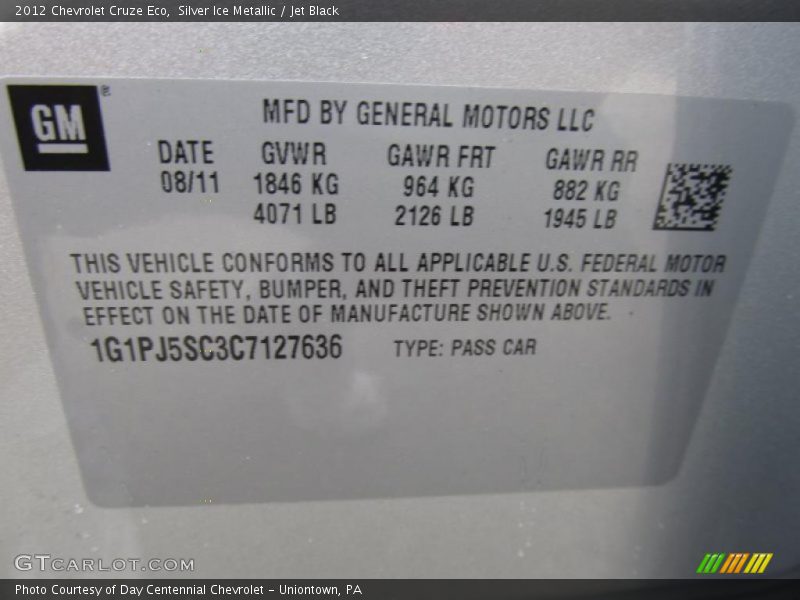 2012 Chevrolet Cruze Eco,  Silver Ice Metallic / Jet Black
GM ®
MFD BY GENERAL MOTORS LLC
DATE GVWR GAWR FRT GAWR RR
08/11 1846 KG 964 KG 882 KG
4071 LB 2126 LB 1945 LB
THIS VEHICLE CONFORMS TO ALL APPLICABLE U.S. FEDERAL MOTOR
VEHICLE SAFETY, BUMPER, AND THEFT PREVENTION STANDARDS IN
EFFECT ON THE DATE OF MANUFACTURE SHOWN ABOVE.
1G1PJ5SC3C7127636 TYPE: PASS CAR
GTCARLOT.COM
Photo Courtesy of Day Centennial Chevrolet – Uniontown, PA